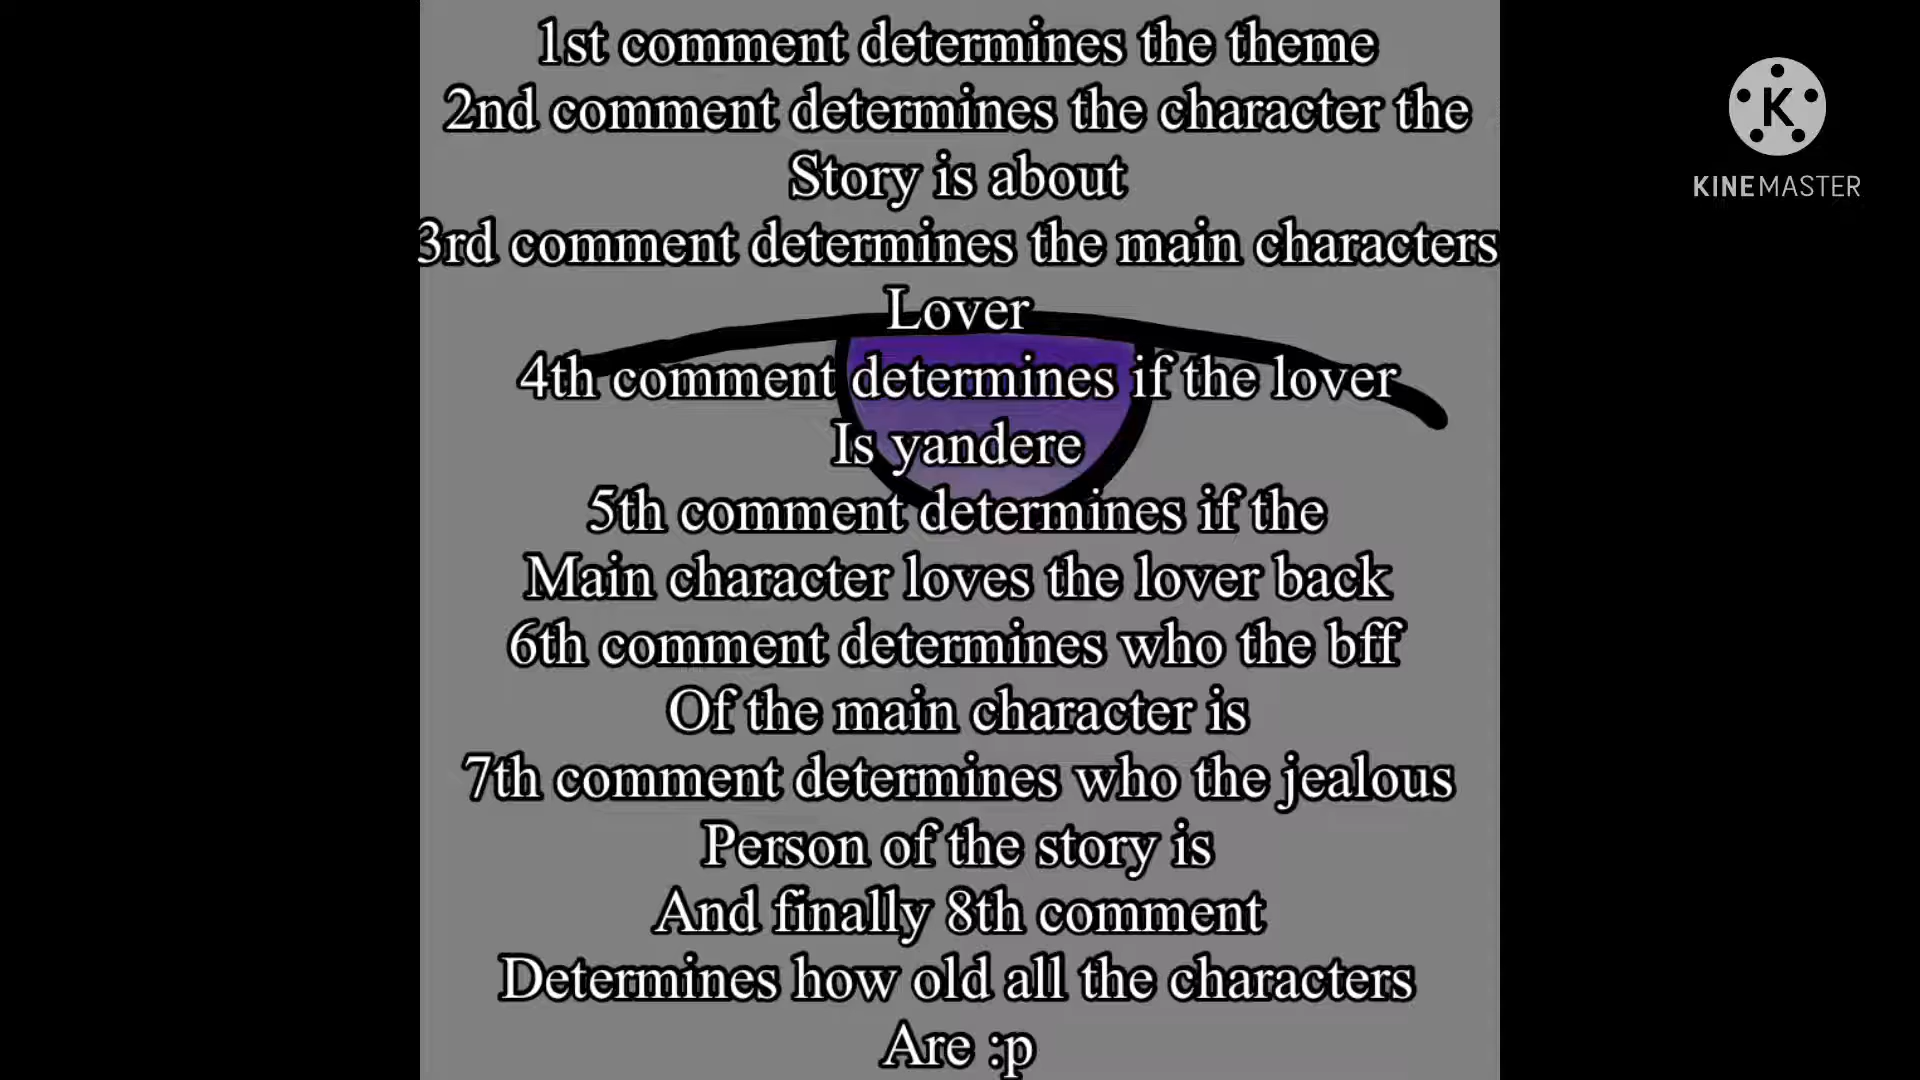 1st comment determines the theme
2nd comment determines the character the
Story is about
3rd comment determines the main characters
Lover
4th comment determines if the lover
Is yandere
5th comment determines if the
Main character loves the lover back
6th comment determines who the bff
Of the main character is
7th comment determines who the jealous
Person of the story is
And finally 8th comment
Determines how old all the characters
Are :p
K
KINEMASTER